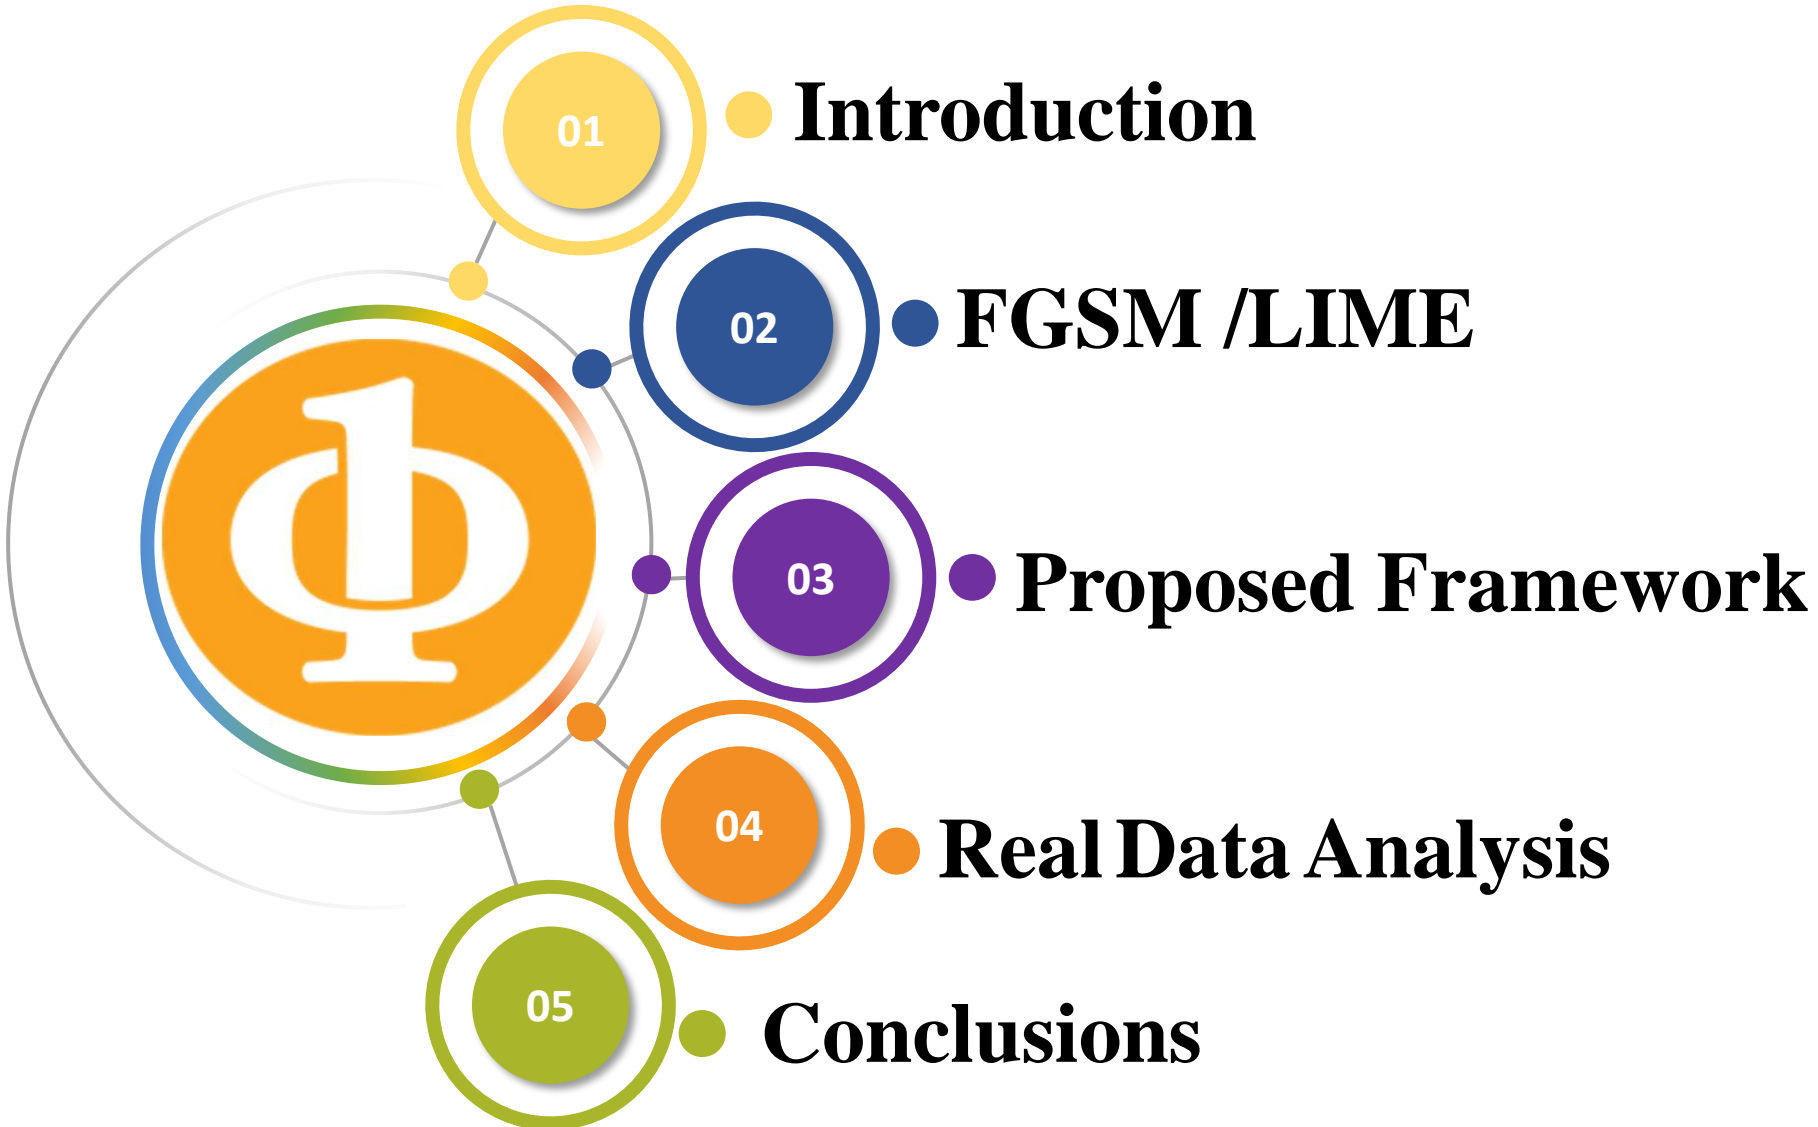 01
Introduction
02
FGSM /LIME
03
Proposed Framework
04
Real Data Analysis
05
Conclusions